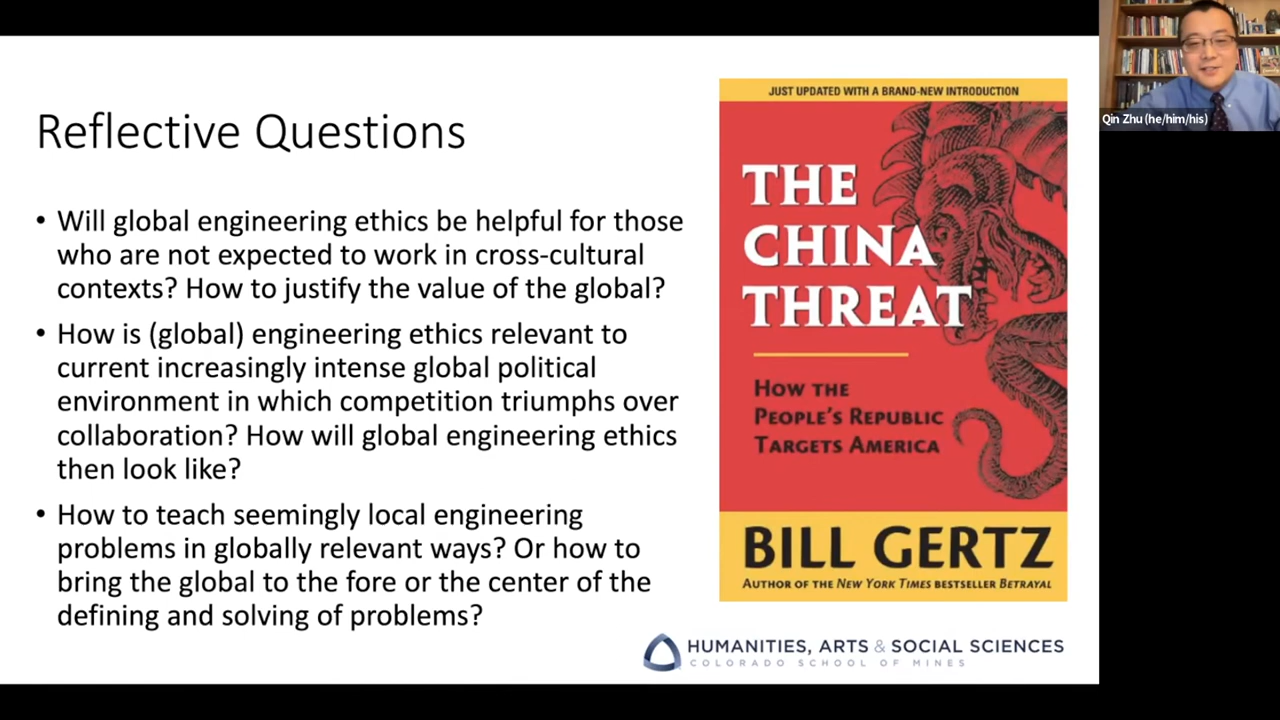 Reflective Questions
• Will global engineering ethics be helpful for those
who are not expected to work in cross-cultural
contexts? How to justify the value of the global?
• How is (global) engineering ethics relevant to
current increasingly intense global political
environment in which competition triumphs over
collaboration? How will global engineering ethics
then look like?
• How to teach seemingly local engineering
problems in globally relevant ways? Or how to
bring the global to the fore or the center of the
defining and solving of problems?
JUST UPDATED WITH A BRAND-NEW INTRODUCTION
THE
CHINA
THREAT
HOW THE
PEOPLE'S REPUBLIC
TARGETS AMERICA
BILL GERTZ
AUTHOR OF THE NEW YORK TIMES BESTSELLER BETRAYAL
HUMANITIES, ARTS & SOCIAL SCIENCES
COLORADO SCHOOL OF MINES
Qin Zhu (he/him/his)